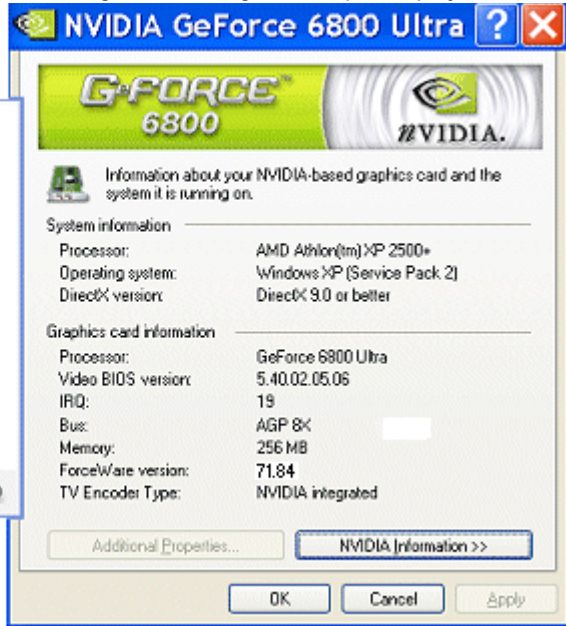 NVIDIA GeForce 6800 Ultra ? X
G·FORCE™
6800
nVIDIA.
Information about your NVIDIA-based graphics card and the
system it is running on.
System information
Processor: AMD Athlon(tm) XP 2500+
Operating system: Windows XP (Service Pack 2)
DirectX version: DirectX 9.0 or better
Graphics card information
Processor: GeForce 6800 Ultra
Video BIOS version: 5.40.02.05.06
IRQ: 19
Bus: AGP 8X
Memory: 256 MB
ForceWare version: 71.84
TV Encoder Type: NVIDIA integrated
Additional Properties... NVIDIA Information >>
OK Cancel Apply